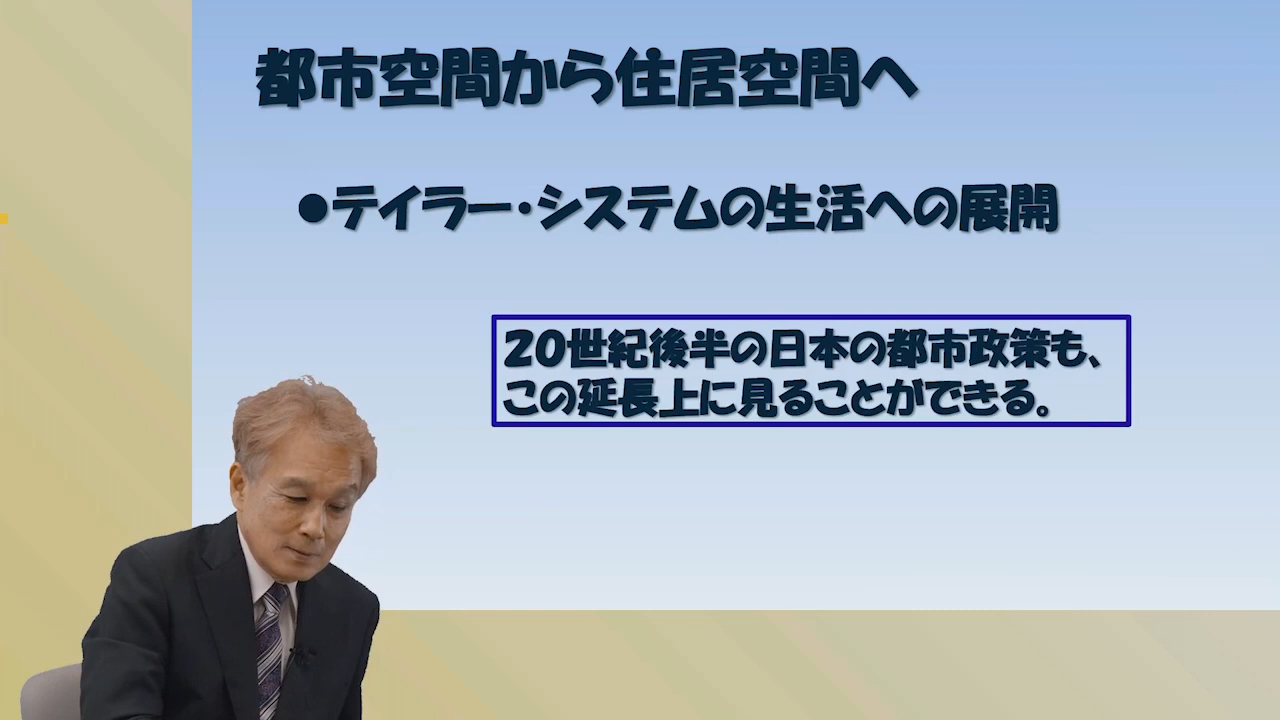 都市空間から住居空間へ
●テイラー・システムの生活への展開
20世紀後半の日本の都市政策も、
この延長上に見ることができる。